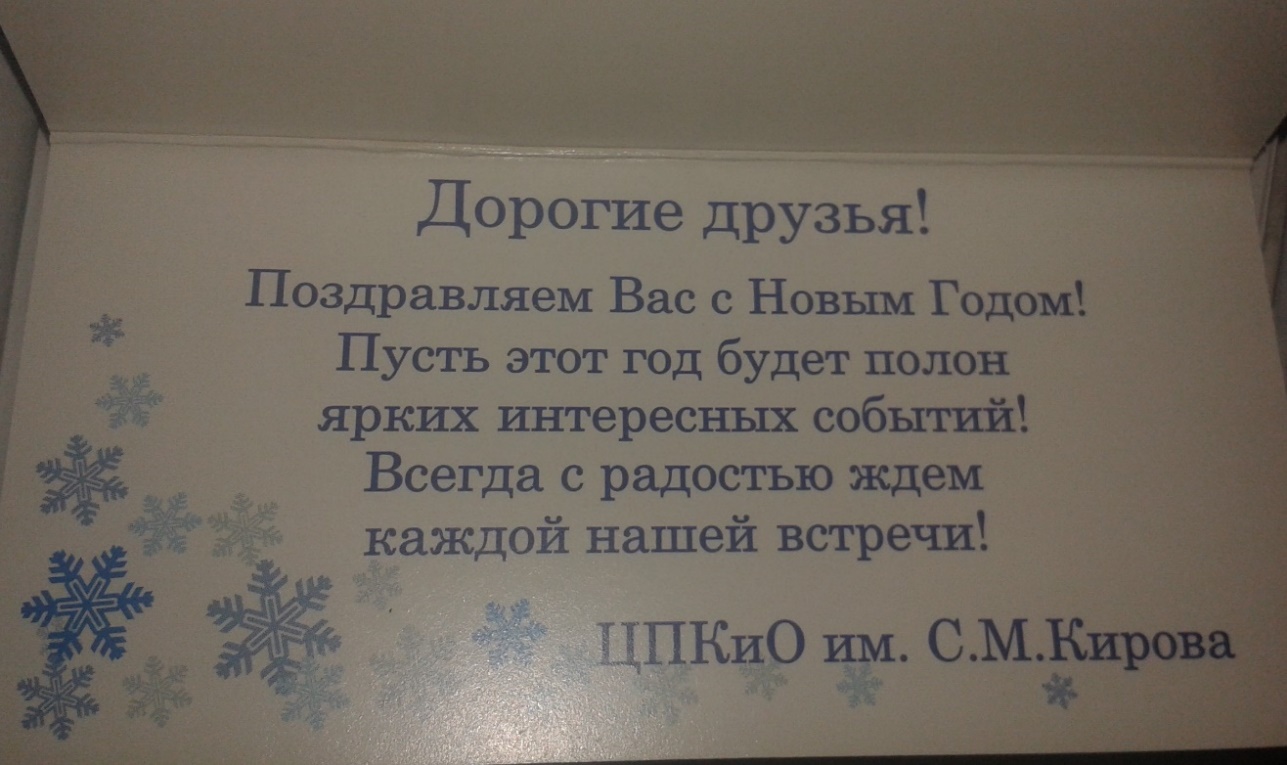 Дорогие друзья!
Поздравляем Вас с Новым Годом!
Пусть этот год будет полон
ярких интересных событий!
Всегда с радостью ждем
каждой нашей встречи!
ЦПКиО им. С.М.Кирова